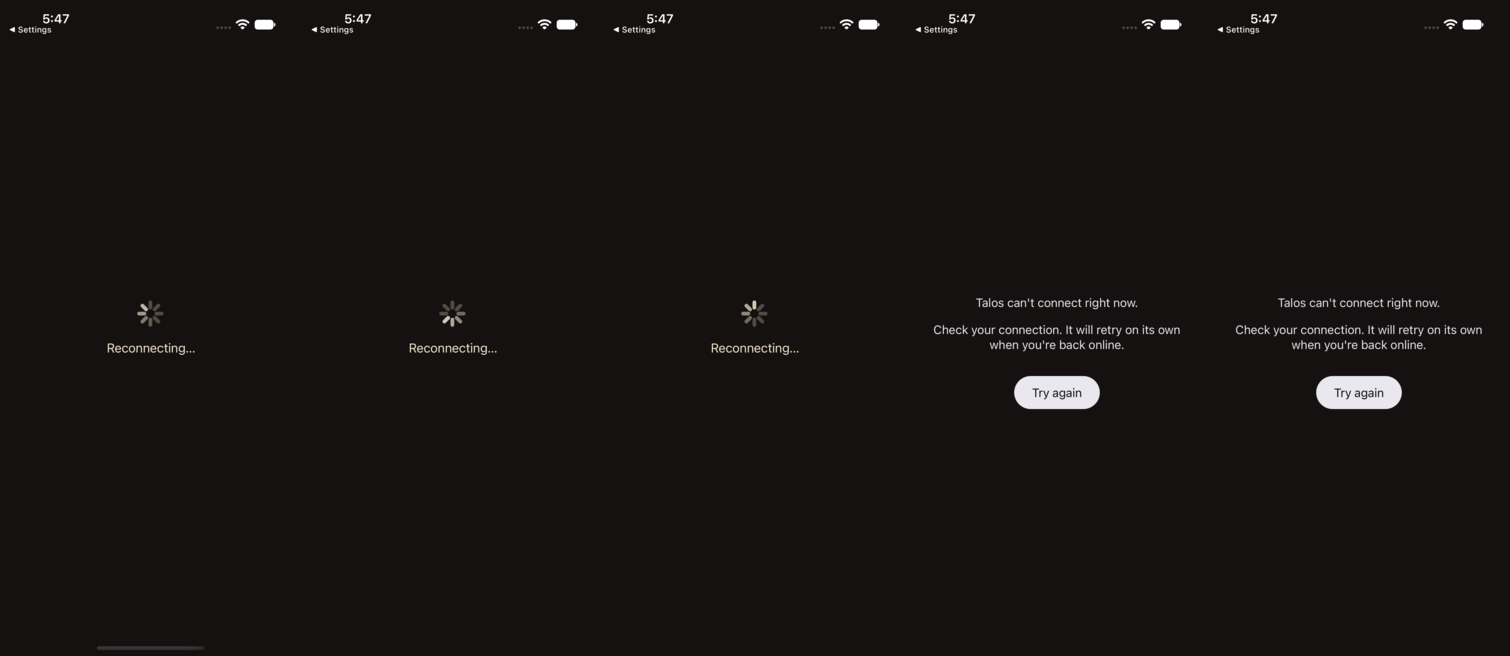 5:47
◀ Settings
Reconnecting...
5:47
◀ Settings
Reconnecting...
5:47
◀ Settings
Reconnecting...
5:47
◀ Settings
Talos can't connect right now.
Check your connection. It will retry on its own
when you're back online.
Try again
5:47
◀ Settings
Talos can't connect right now.
Check your connection. It will retry on its own
when you're back online.
Try again